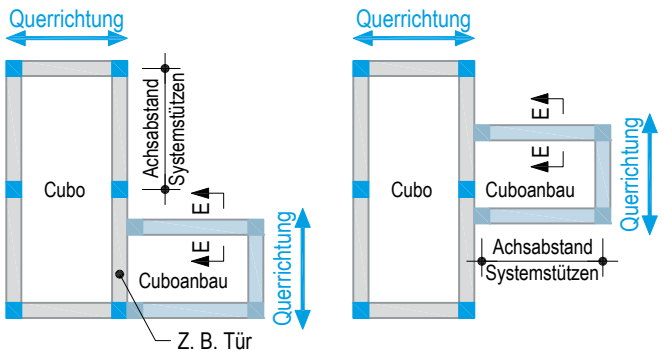 Querrichtung
Achsabstand
Systemstützen
Cubo
E
E
Cuboanbau
Querrichtung
Z. B. Tür
Querrichtung
E
E
Cubo
Cuboanbau
Querrichtung
Achsabstand
Systemstützen